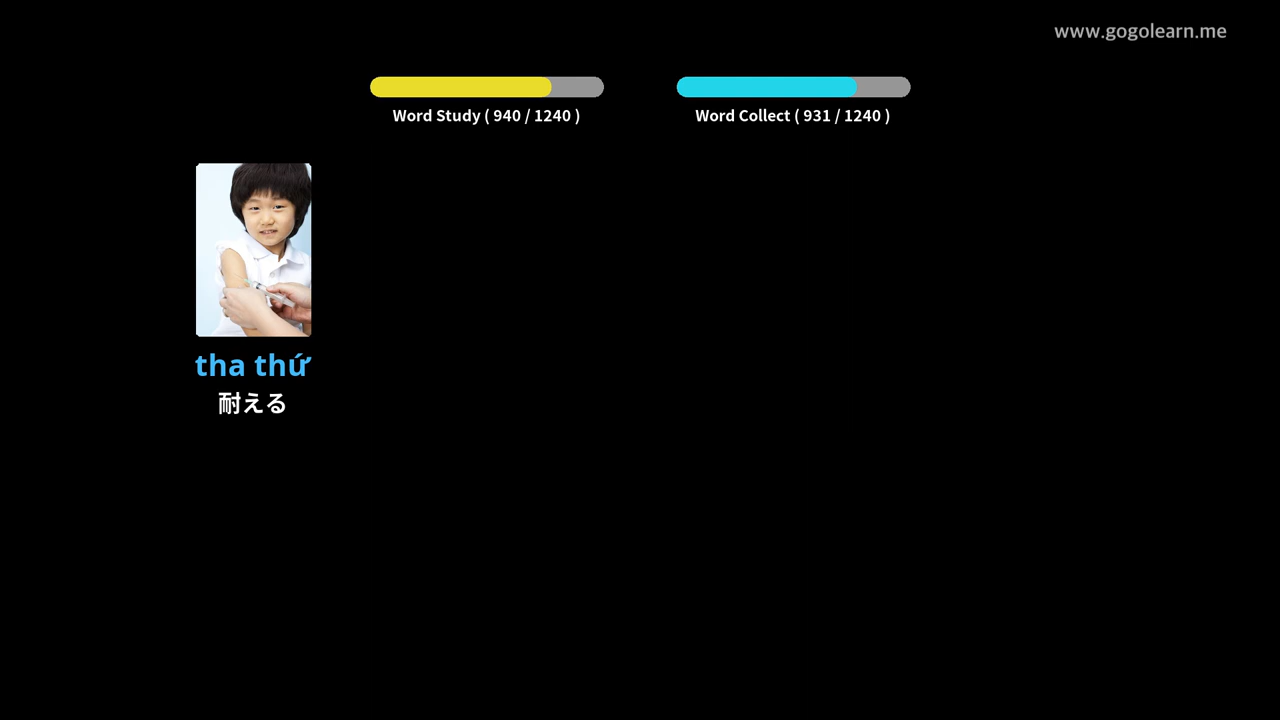 www.gogolearn.me
Word Study ( 940 / 1240 )
Word Collect ( 931 / 1240 )
tha thứ
耐える